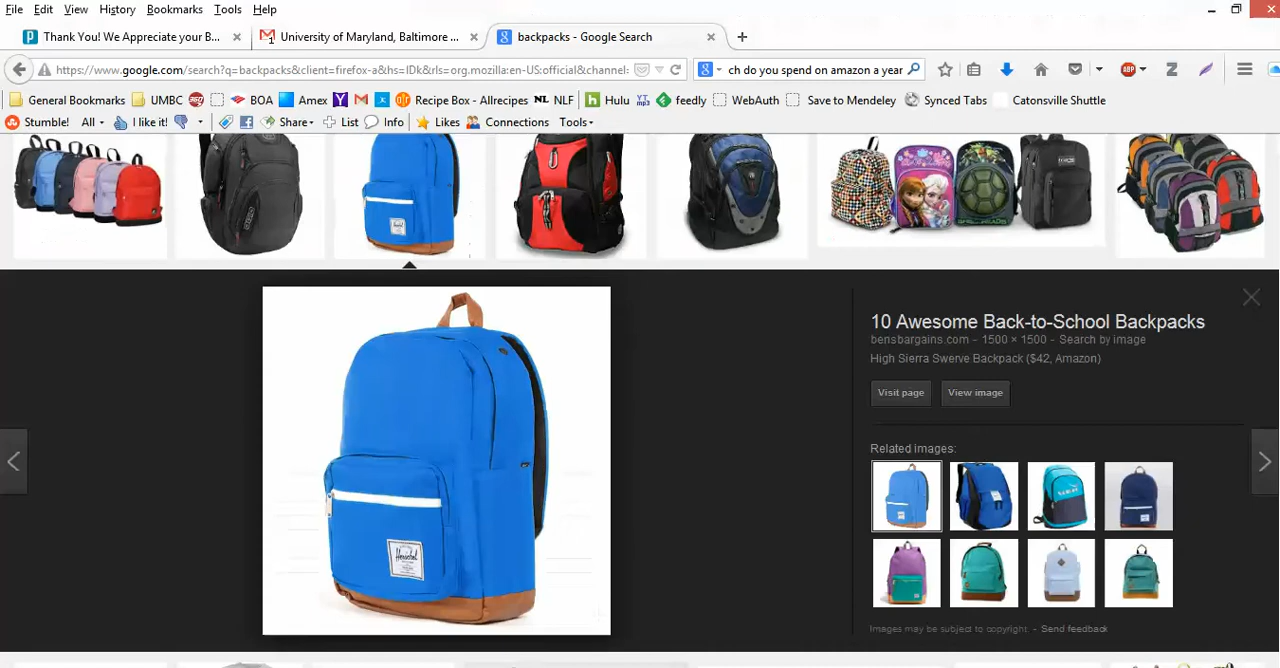 File Edit View History Bookmarks Tools Help
Thank You! We Appreciate your B... × University of Maryland, Baltimore ... × backpacks - Google Search × +
https://www.google.com/search?q=backpacks&client=firefox-a&hs=IDk&rls=org.mozilla:en-US:official&channel: ch do you spend on amazon a year ABP Z
General Bookmarks UMBC 360 BOA Amex Recipe Box - Allrecipes NL NLF h Hulu feedly WebAuth Save to Mendeley Synced Tabs Catonsville Shuttle
Stumble! All I like it! Share List Info Likes Connections Tools
10 Awesome Back-to-School Backpacks
bensbargains.com - 1500 × 1500 - Search by image
High Sierra Swerve Backpack ($42, Amazon)
Visit page View image
Related images:
Herschel
Images may be subject to copyright. - Send feedback